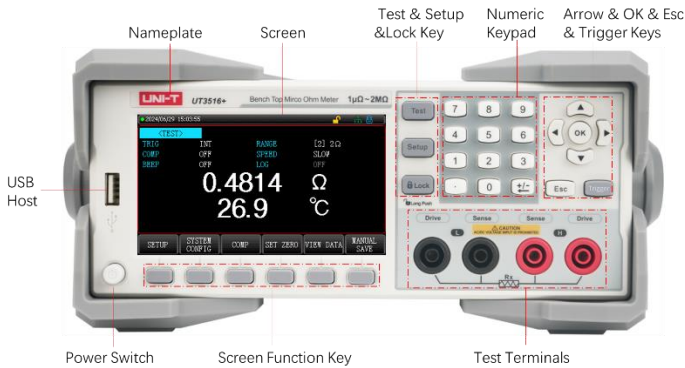 Nameplate
Screen
Test & Setup
&Lock Key
Numeric
Keypad
Arrow & OK & Esc
& Trigger Keys
UNI-T UT3516+ Bench Top Mirco Ohm Meter 1μΩ~2MΩ
2024/06/29 15:03:55
<TEST>
TRIG INT RANGE [2] 2Ω
COMP OFF SPEED SLOW
BEEP OFF LOG OFF
0.4814 Ω
26.9 ℃
SETUP
SYSTEM
CONFIG
COMP
SET ZERO
VIEW DATA
MANUAL
SAVE
Test
Setup
Lock
Long Push
7 8 9
4 5 6
1 2 3
. 0 +/-
OK
Esc
Trigger
Drive Sense Sense Drive
L
CAUTION
H
Rx
USB
Host
Power Switch
Screen Function Key
Test Terminals